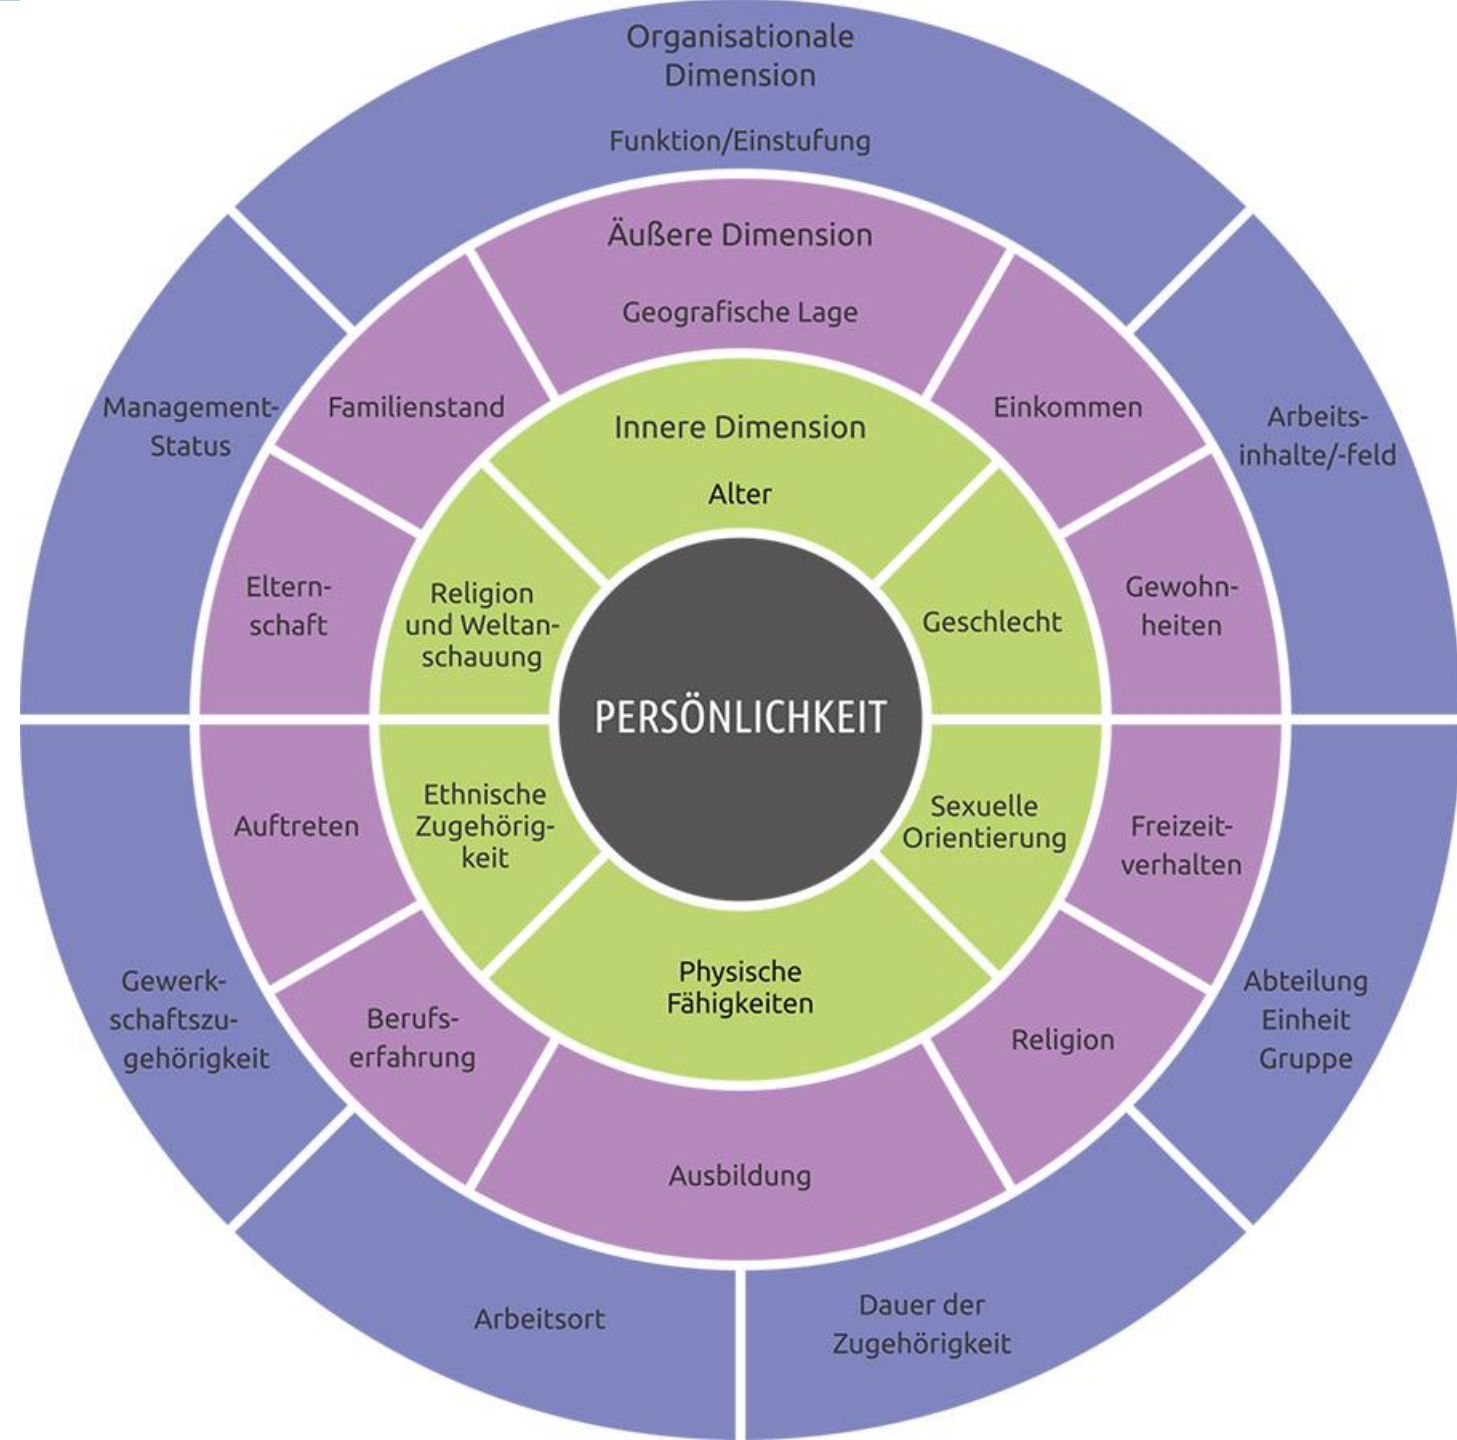 Organisationale
Dimension
Funktion/Einstufung
Äußere Dimension
Geografische Lage
Innere Dimension
Alter
PERSÖNLICHKEIT
Geschlecht
Sexuelle
Orientierung
Physische
Fähigkeiten
Ethnische
Zugehörig-
keit
Religion
und Weltan-
schauung
Einkommen
Gewohn-
heiten
Freizeit-
verhalten
Religion
Ausbildung
Berufs-
erfahrung
Auftreten
Eltern-
schaft
Familienstand
Arbeits-
inhalte/-feld
Abteilung
Einheit
Gruppe
Dauer der
Zugehörigkeit
Arbeitsort
Gewerk-
schaftszu-
gehörigkeit
Management-
Status